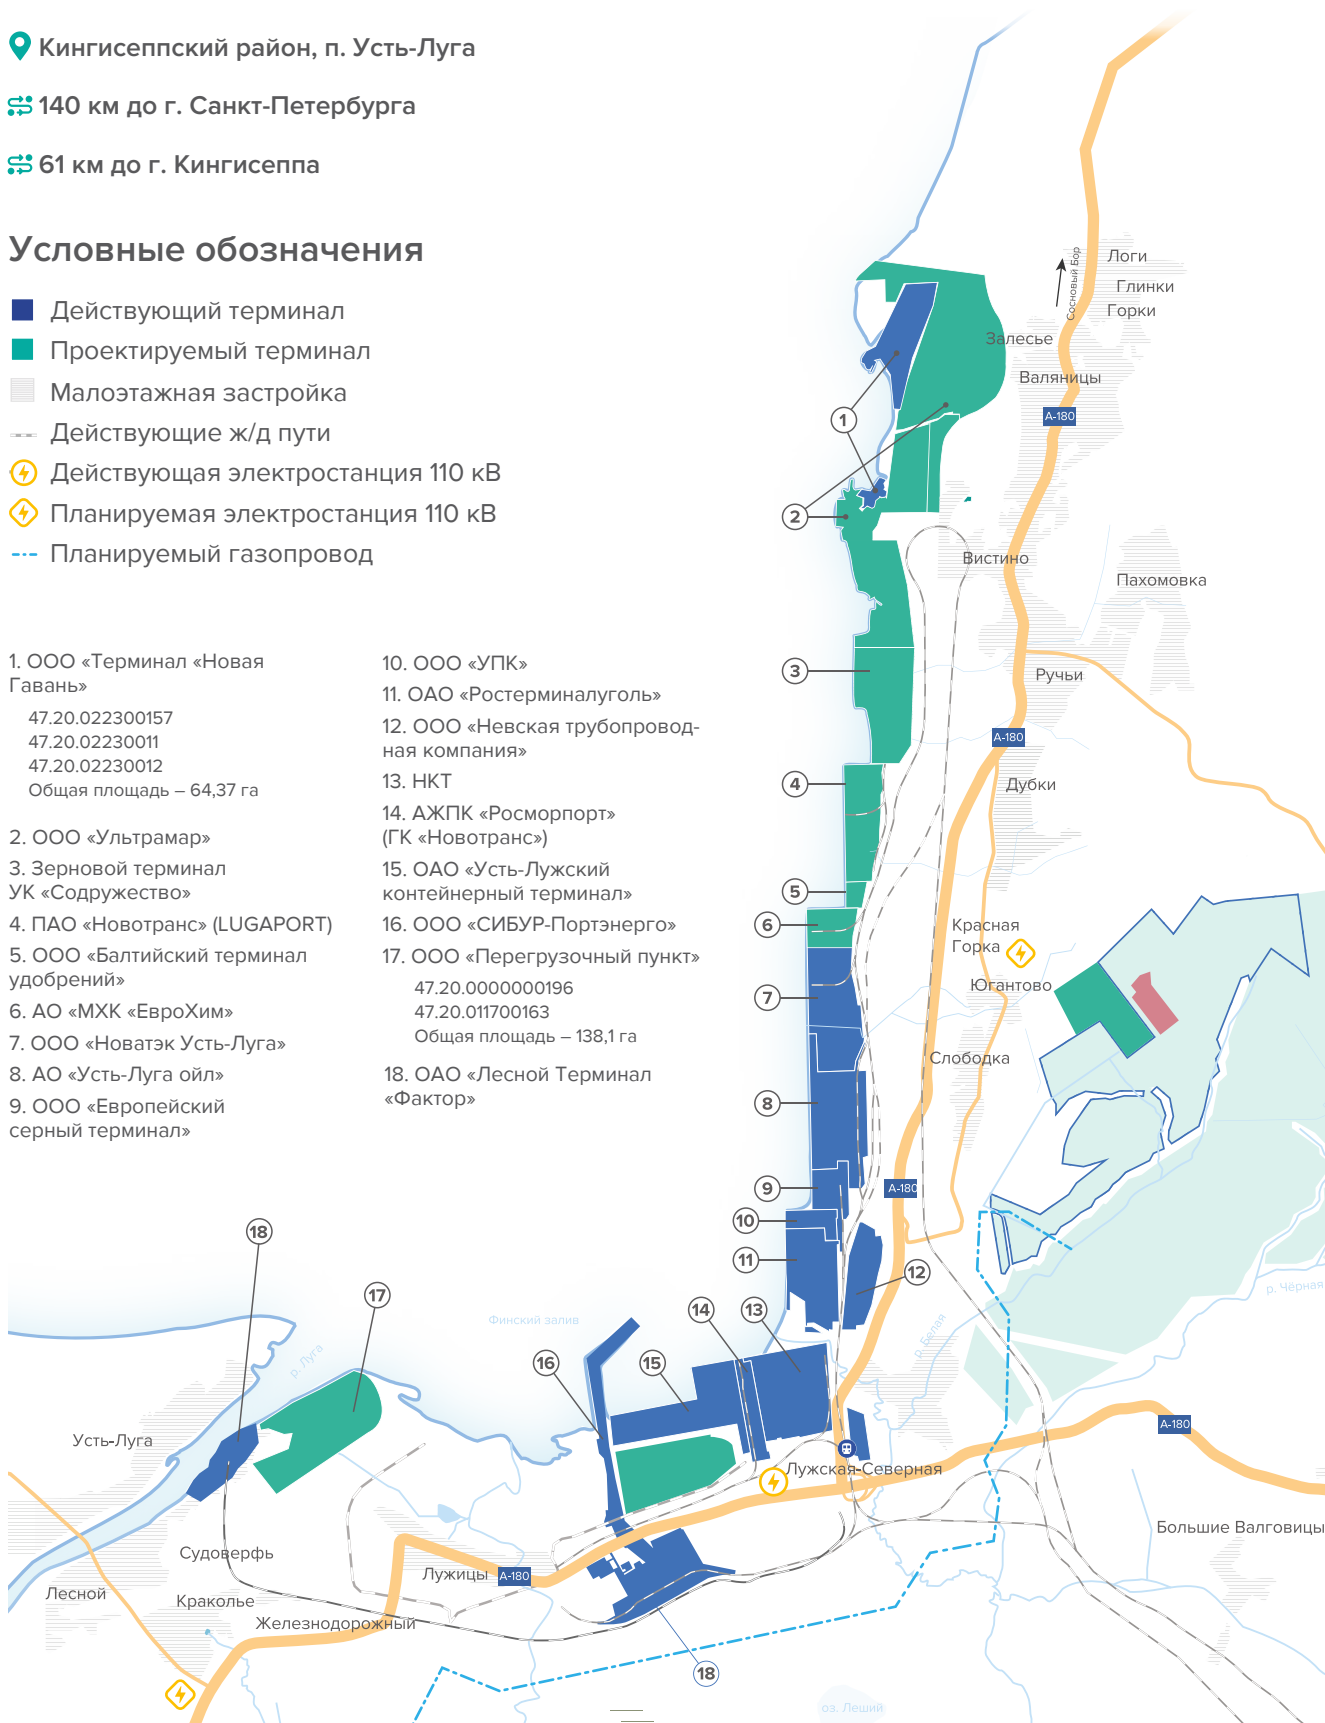 Кингисеппский район, п. Усть-Луга
140 км до г. Санкт-Петербурга
61 км до г. Кингисеппа
Условные обозначения
Действующий терминал
Проектируемый терминал
Малоэтажная застройка
Действующие ж/д пути
Действующая электростанция 110 кВ
Планируемая электростанция 110 кВ
Планируемый газопровод
1. ООО «Терминал «Новая
Гавань»
47.20.022300157
47.20.02230011
47.20.02230012
Общая площадь – 64,37 га
2. ООО «Ультрамар»
3. Зерновой терминал
УК «Содружество»
4. ПАО «Новотранс» (LUGAPORT)
5. ООО «Балтийский терминал
удобрений»
6. АО «МХК «ЕвроХим»
7. ООО «Новатэк Усть-Луга»
8. АО «Усть-Луга ойл»
9. ООО «Европейский
серный терминал»
10. ООО «УПК»
11. ОАО «Ростерминалуголь»
12. ООО «Невская трубопровод-
ная компания»
13. НКТ
14. АЖПК «Росморпорт»
(ГК «Новотранс»)
15. ОАО «Усть-Лужский
контейнерный терминал»
16. ООО «СИБУР-Портэнерго»
17. ООО «Перегрузочный пункт»
47.20.0000000196
47.20.011700163
Общая площадь – 138,1 га
18. ОАО «Лесной Терминал
«Фактор»
Сосновый Бор
Логи
Глинки
Горки
Залесье
Валяницы
А-180
1
2
Вистино
Пахомовка
3
Ручьи
А-180
4
Дубки
5
6
Красная
Горка
Югантово
7
Слободка
8
9
А-180
10
11
12
р. Чёрная
р. Белая
18
17
Финский залив
14
13
16
15
р. Луга
А-180
Усть-Луга
Лужская-Северная
Большие Валговицы
Судоверфь
Лужицы
А-180
Лесной
Краколье
Железнодорожный
18
оз. Леший